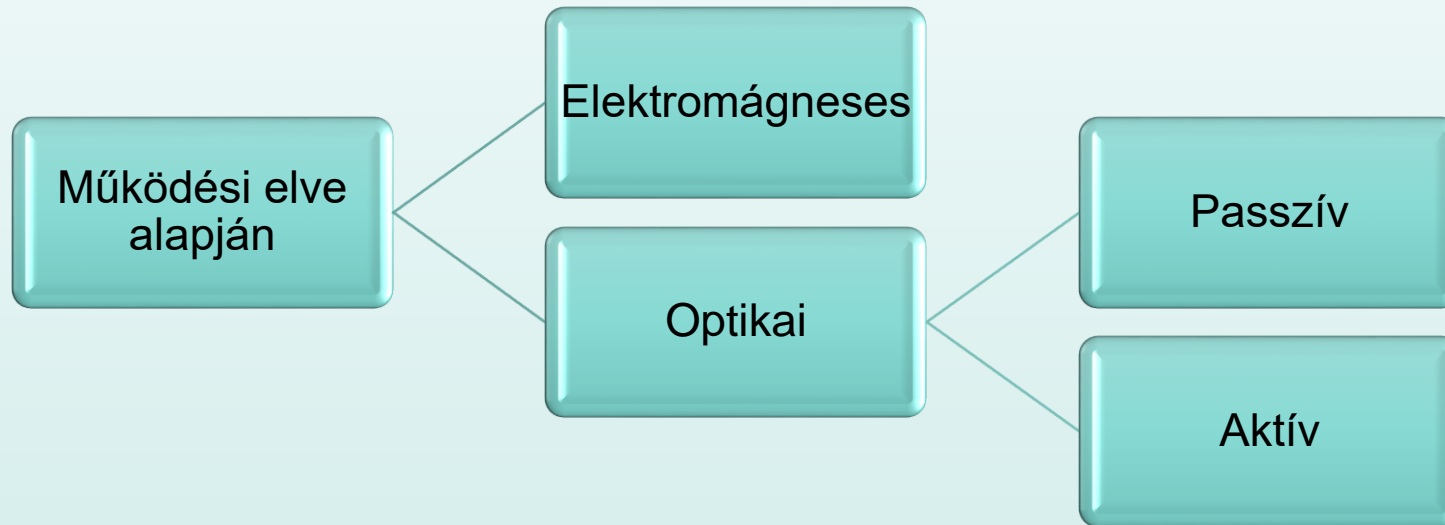 Működési elve
alapján
Elektromágneses
Optikai
Passzív
Aktív